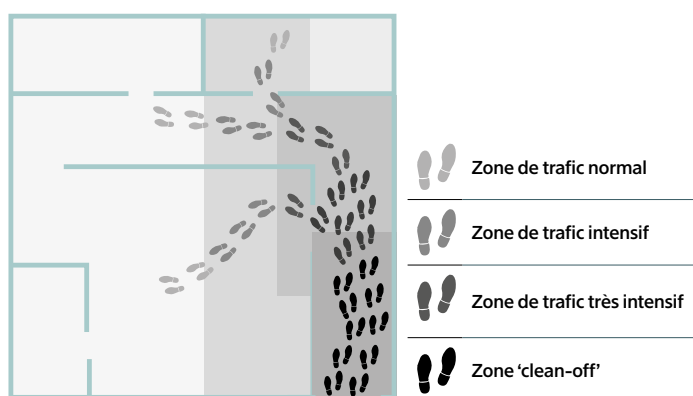 Zone de trafic normal
Zone de trafic intensif
Zone de trafic très intensif
Zone ‘clean-off’